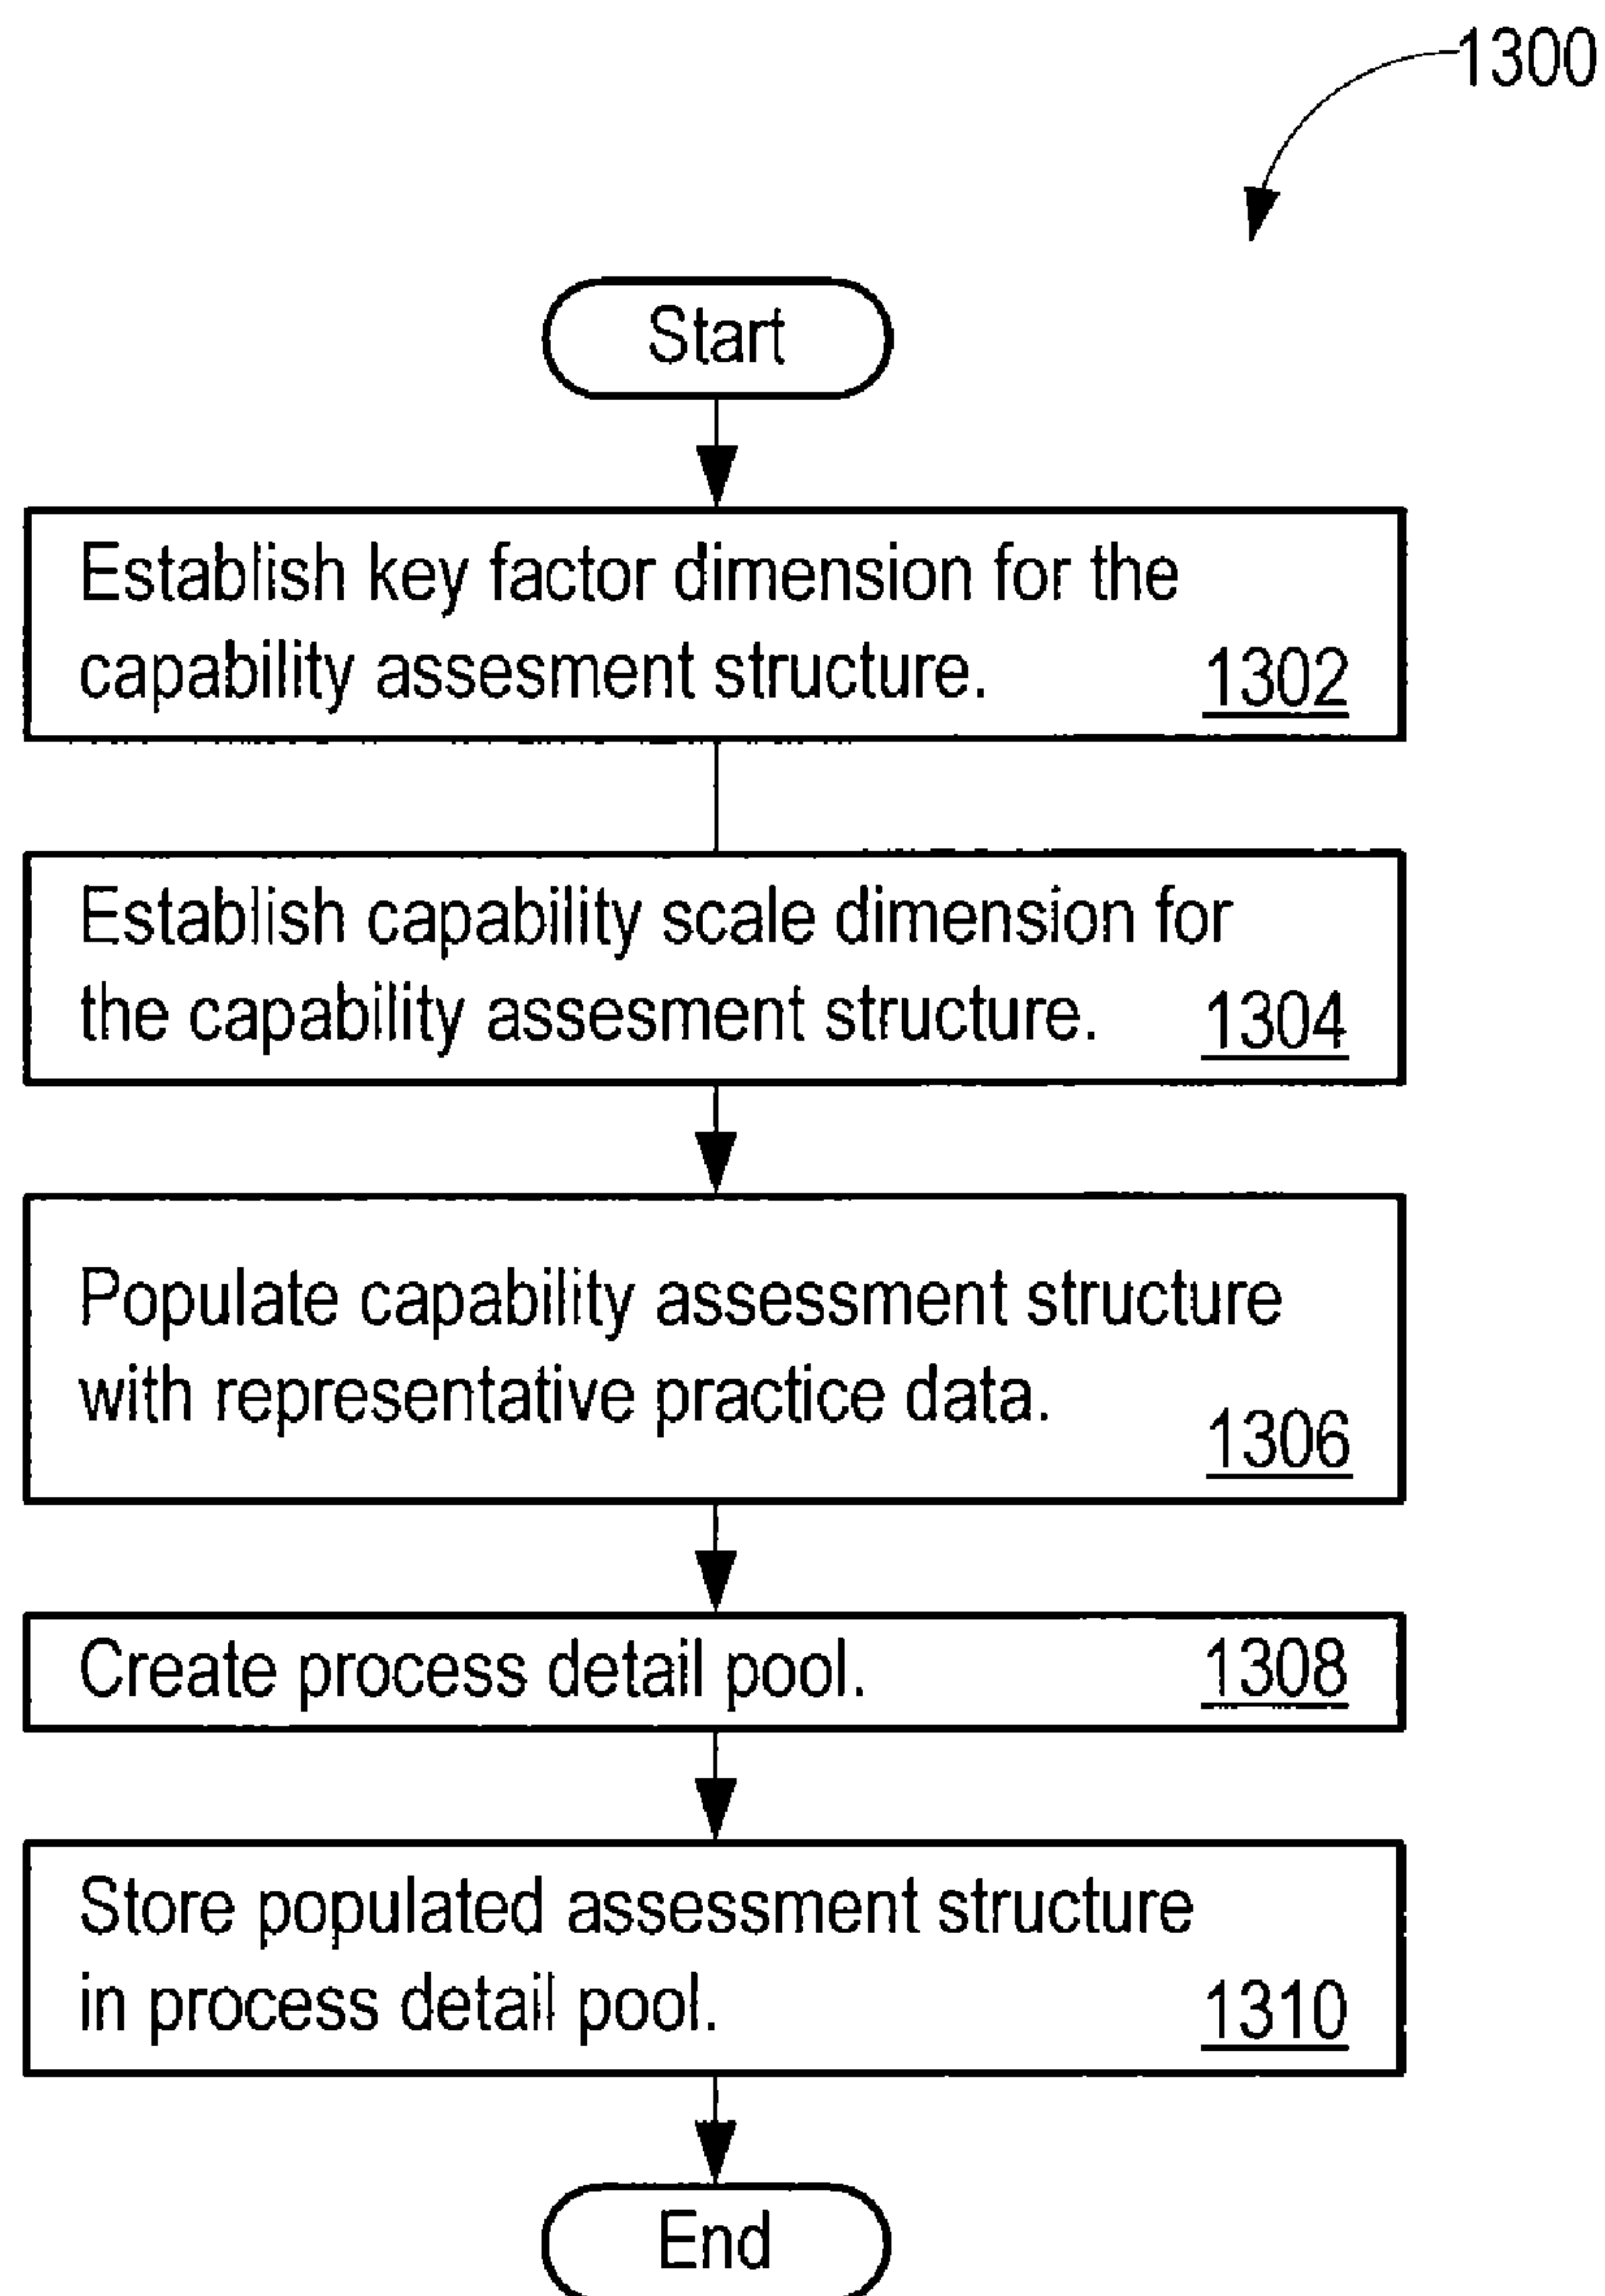 1300
Start
Establish key factor dimension for the
capability assesment structure. 1302
Establish capability scale dimension for
the capability assesment structure. 1304
Populate capability assessment structure
with representative practice data.
1306
Create process detail pool. 1308
Store populated assessment structure
in process detail pool. 1310
End